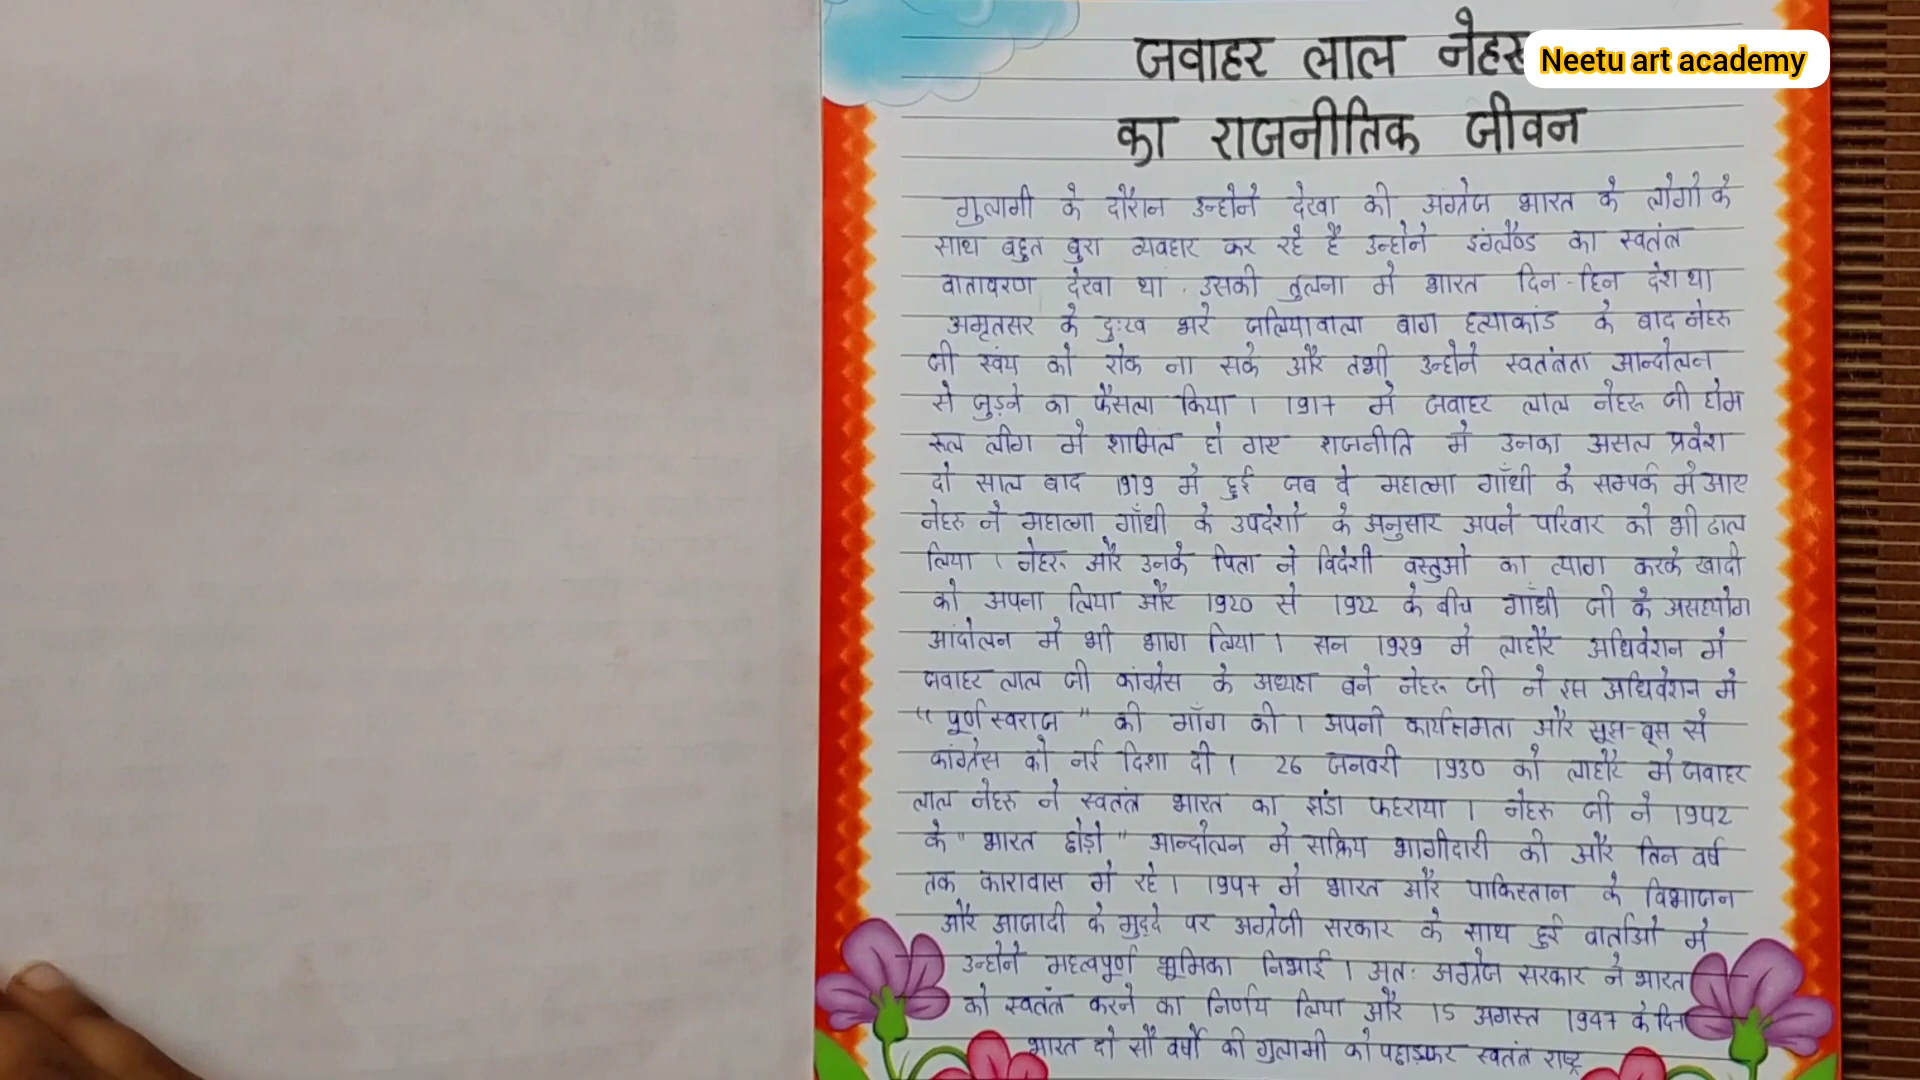 जवाहर लाल नेहरू
Neetu art academy
का राजनीतिक जीवन
गुलामी के दौरान उन्होने देखा की अंग्रेज भारत के लोगों के
साथ बहुत बुरा व्यवहार कर रहे है उन्होने इंग्लैण्ड का स्वतंत्र
वातावरण देखा था उसकी तुलना मे भारत दिन-हिन देश था
अमृतसर के दुःख भरे जलियावाला बाग हत्याकांड के बाद नेहरू
जी स्वंय को रोक ना सके और तभी उन्होने स्वतंत्रता आन्दोलन
से जुड़ने का फैसला किया । 1917 मे जवाहर लाल नेहरू जी होम
रूल लीग मे शामिल हो गए राजनीति मे उनका असल प्रवेश
दो साल बाद 1919 मे हुई जब वे महात्मा गाँधी के सम्पर्क मे आए
नेहरू ने महात्मा गाँधी के उपदेशो के अनुसार अपने परिवार को भी ढाल
लिया । नेहरू और उनके पिता ने विदेशी वस्तुओ का त्याग करके खादी
को अपना लिया और 1920 से 1922 के बीच गाँधी जी के असहयोग
आंदोलन मे भी भाग लिया । सन 1929 मे लाहौर अधिवेशन मे
जवाहर लाल जी कांग्रेस के अध्यक्ष बने नेहरू जी ने इस अधिवेशन मे
" पूर्ण स्वराज " की माँग की । अपनी कार्यक्षमता और सूझ-बूझ से
कांग्रेस को नई दिशा दी । 26 जनवरी 1930 को लाहौर मे जवाहर
लाल नेहरू ने स्वतंत्र भारत का झंडा फहराया । नेहरू जी ने 1942
के " भारत छोड़ो " आन्दोलन मे सक्रिय भागीदारी की और तिन वर्ष
तक कारावास मे रहे । 1947 मे भारत और पाकिस्तान के विभाजन
और आजादी के मुद्दे पर अग्रेजी सरकार के साथ हुई वार्ताओ मे
उन्होने महत्वपूर्ण भूमिका निभाई । अतः अग्रेज सरकार ने भारत
को स्वतंत्र करने का निर्णय लिया और 15 अगस्त 1947 के दिन
भारत दो सौ वर्षो की गुलामी को पछाड़कर स्वतंत्र राष्ट्र